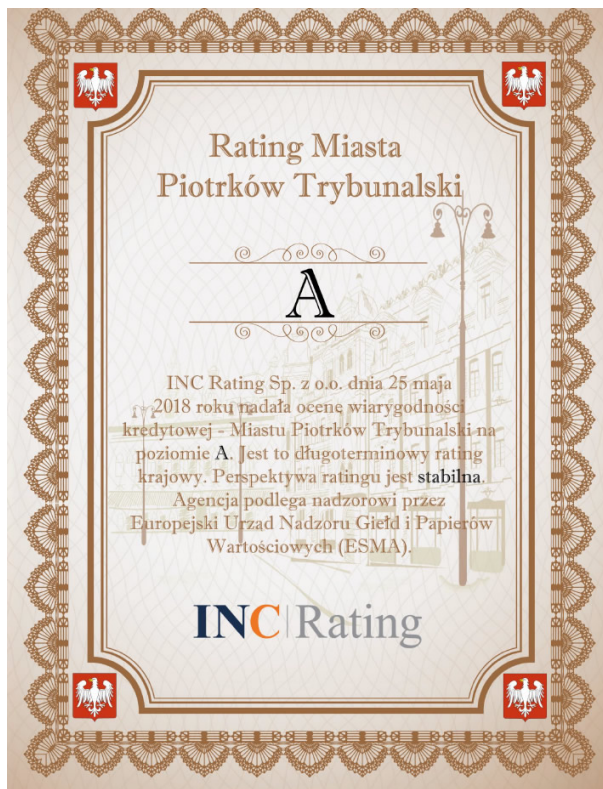 Rating Miasta
Piotrków Trybunalski
A
INC Rating Sp. z o.o. dnia 25 maja
2018 roku nadała ocenę wiarygodności
kredytowej - Miastu Piotrków Trybunalski na
poziomie A. Jest to długoterminowy rating
krajowy. Perspektywa ratingu jest stabilna.
Agencja podlega nadzorowi przez
Europejski Urząd Nadzoru Giełd i Papierów
Wartościowych (ESMA).
INC|Rating